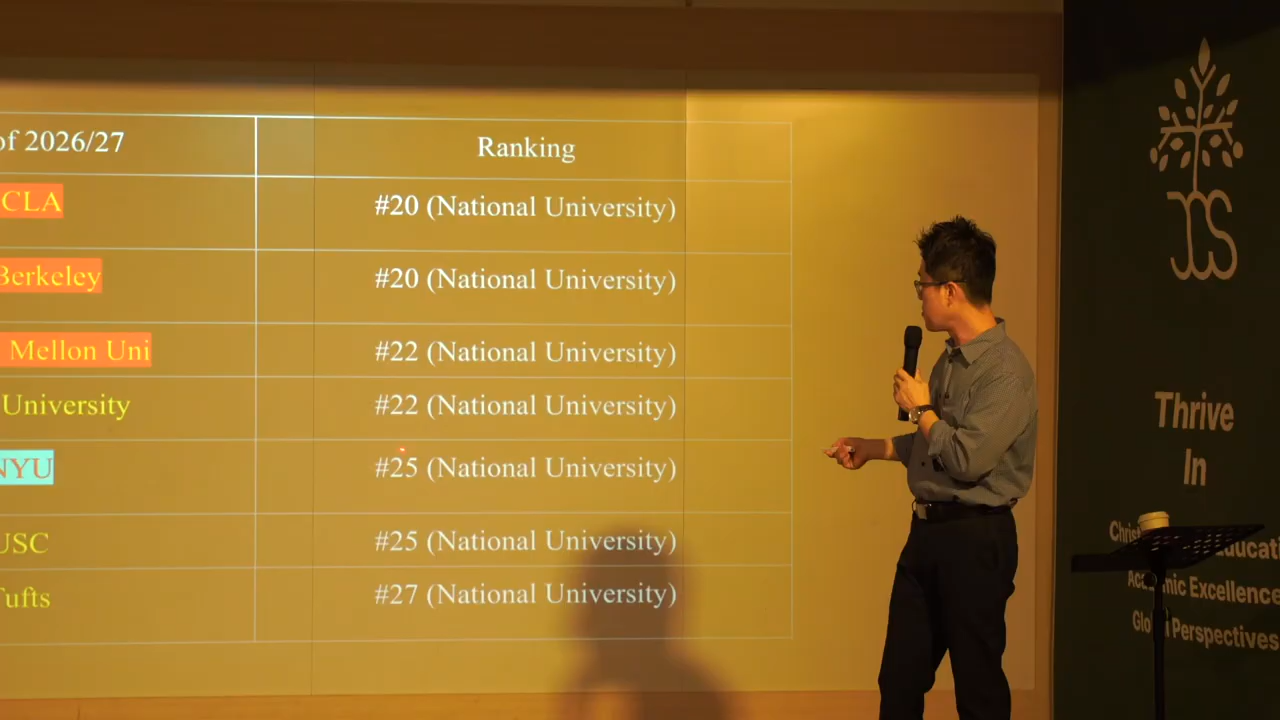 of 2026/27 Ranking
CLA #20 (National University)
Berkeley #20 (National University)
Mellon Uni #22 (National University)
University #22 (National University)
NYU #25 (National University)
USC #25 (National University)
Tufts #27 (National University)
JCS
Thrive
In
Academic Excellence
Global Perspectives